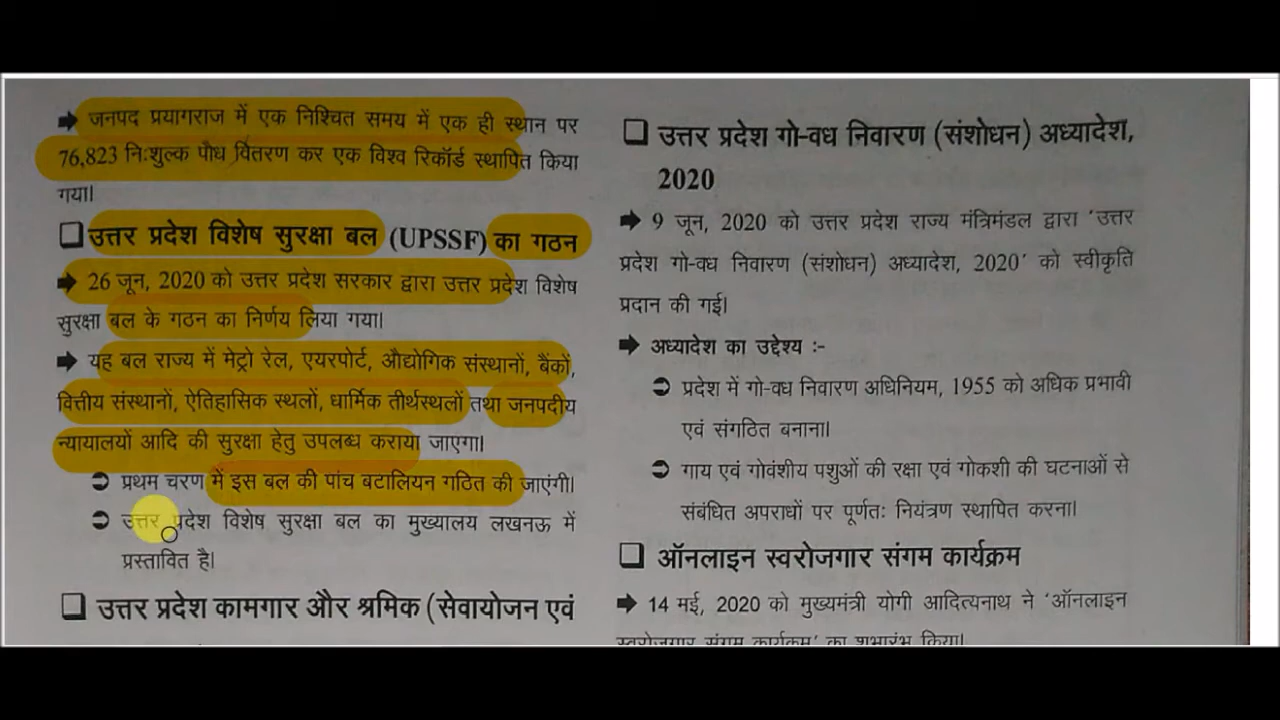 ➡ जनपद प्रयागराज में एक निश्चित समय में एक ही स्थान पर
76,823 नि:शुल्क पौध वितरण कर एक विश्व रिकॉर्ड स्थापित किया
गया।
❑ उत्तर प्रदेश विशेष सुरक्षा बल (UPSSF) का गठन
➡ 26 जून, 2020 को उत्तर प्रदेश सरकार द्वारा उत्तर प्रदेश विशेष
सुरक्षा बल के गठन का निर्णय लिया गया।
➡ यह बल राज्य में मेट्रो रेल, एयरपोर्ट, औद्योगिक संस्थानों, बैंकों,
वित्तीय संस्थानों, ऐतिहासिक स्थलों, धार्मिक तीर्थस्थलों तथा जनपदीय
न्यायालयों आदि की सुरक्षा हेतु उपलब्ध कराया जाएगा।
➲ प्रथम चरण में इस बल की पांच बटालियन गठित की जाएंगी।
➲ उत्तर प्रदेश विशेष सुरक्षा बल का मुख्यालय लखनऊ में
प्रस्तावित है।
❑ उत्तर प्रदेश कामगार और श्रमिक (सेवायोजन एवं
❑ उत्तर प्रदेश गो-वध निवारण (संशोधन) अध्यादेश,
2020
➡ 9 जून, 2020 को उत्तर प्रदेश राज्य मंत्रिमंडल द्वारा 'उत्तर
प्रदेश गो-वध निवारण (संशोधन) अध्यादेश, 2020' को स्वीकृति
प्रदान की गई।
➡ अध्यादेश का उद्देश्य :-
➲ प्रदेश में गो-वध निवारण अधिनियम, 1955 को अधिक प्रभावी
एवं संगठित बनाना।
➲ गाय एवं गोवंशीय पशुओं की रक्षा एवं गोकशी की घटनाओं से
संबंधित अपराधों पर पूर्णत: नियंत्रण स्थापित करना।
❑ ऑनलाइन स्वरोजगार संगम कार्यक्रम
➡ 14 मई, 2020 को मुख्यमंत्री योगी आदित्यनाथ ने 'ऑनलाइन
स्वरोजगार संगम कार्यक्रम' का शुभारंभ किया।